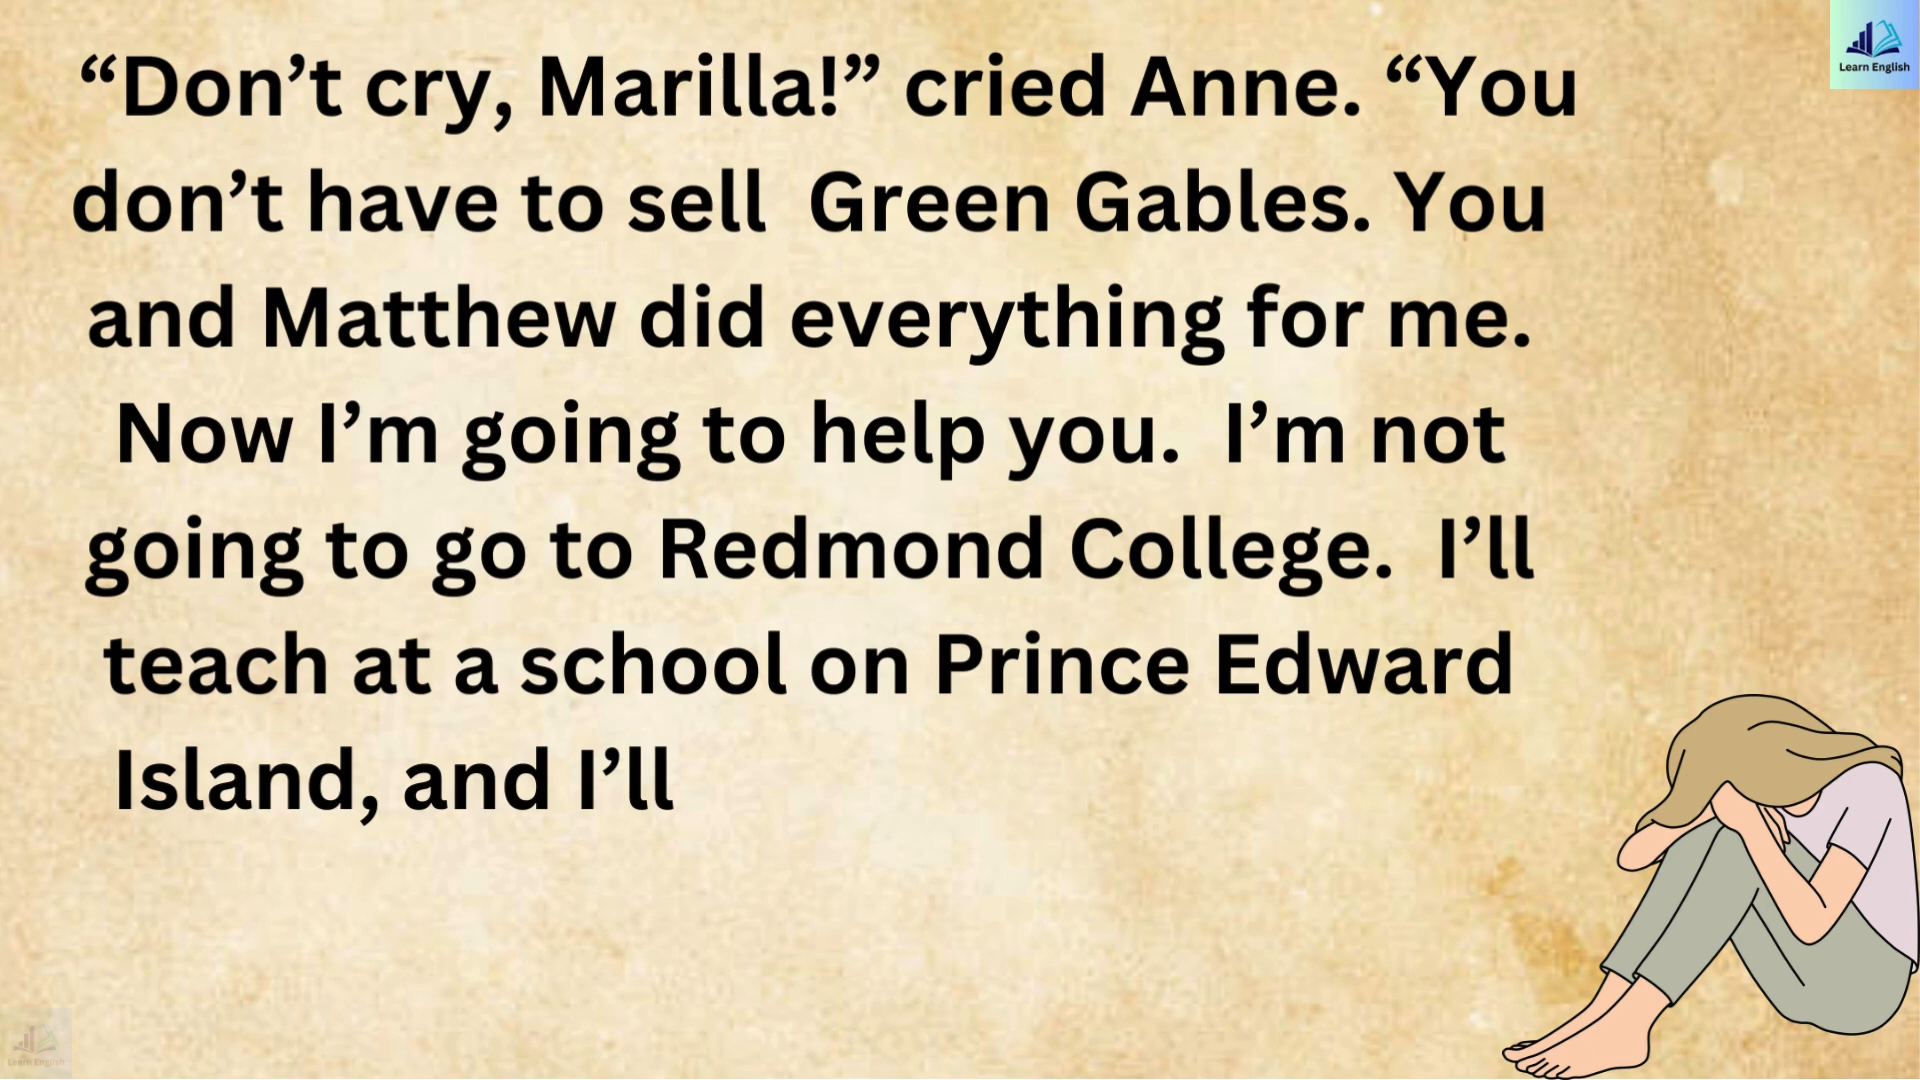 “Don’t cry, Marilla!” cried Anne. “You
don’t have to sell  Green Gables. You
and Matthew did everything for me.
Now I’m going to help you.  I’m not
going to go to Redmond College.  I’ll
teach at a school on Prince Edward
Island, and I’ll
Learn English
Learn English